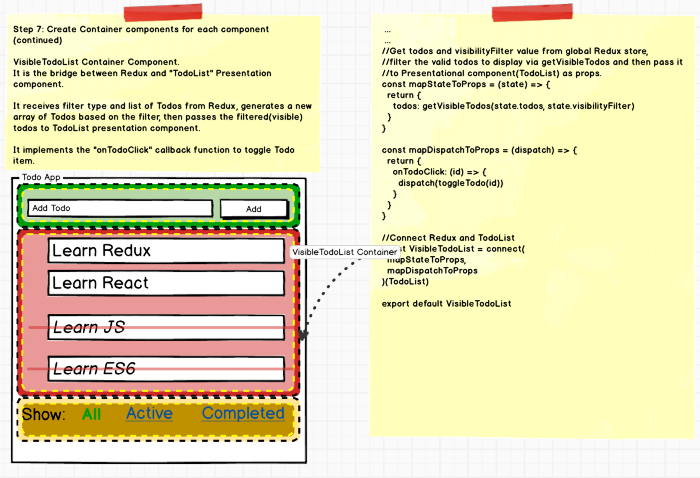 Step 7: Create Container components for each component
(continued)
VisibleTodoList Container Component.
It is the bridge between Redux and "TodoList" Presentation
component.
It receives filter type and list of Todos from Redux, generates a new
array of Todos based on the filter, then passes the filtered(visible)
todos to TodoList presentation component.
It implements the "onTodoClick" callback function to toggle Todo
item.
Todo App
Add Todo
Add
Learn Redux
Learn React
Learn JS
Learn ES6
Show: All Active Completed
VisibleTodoList Container
...
...
//Get todos and visibilityFilter value from global Redux store,
//filter the valid todos to display via getVisibleTodos and then pass it
//to Presentational component(TodoList) as props.
const mapStateToProps = (state) => {
return {
todos: getVisibleTodos(state.todos, state.visibilityFilter)
}
}
const mapDispatchToProps = (dispatch) => {
return {
onTodoClick: (id) => {
dispatch(toggleTodo(id))
}
}
}
//Connect Redux and TodoList
st VisibleTodoList = connect(
mapStateToProps,
mapDispatchToProps
)(TodoList)
export default VisibleTodoList